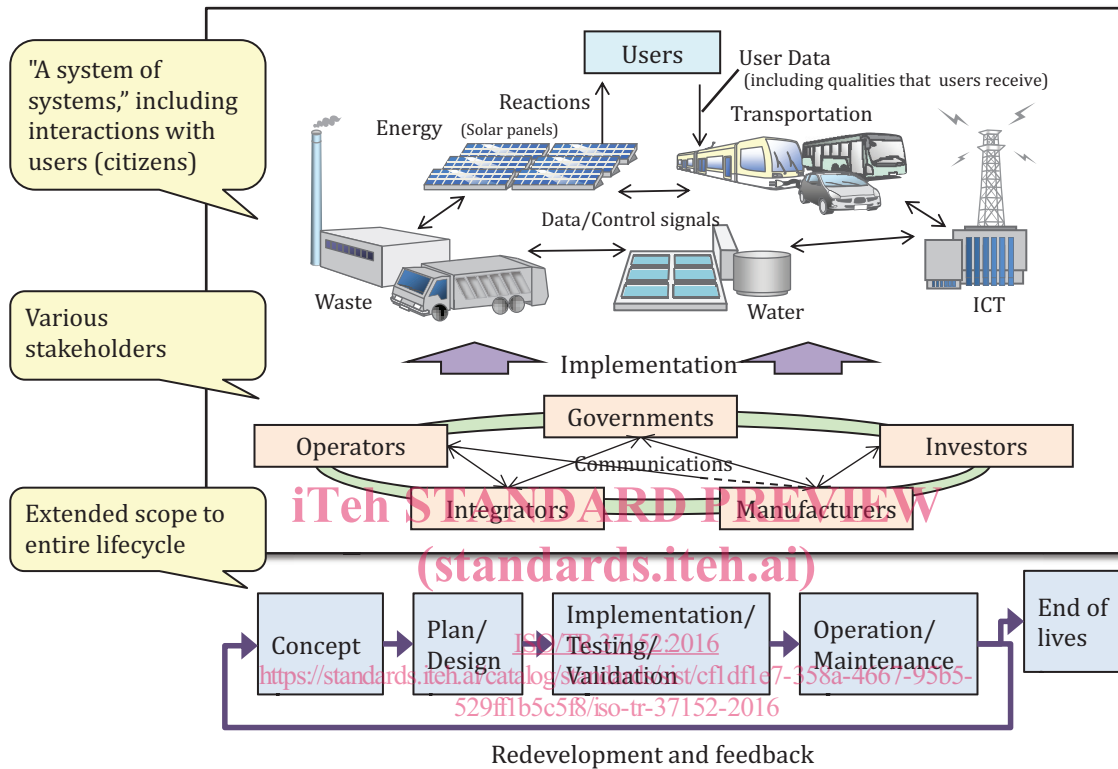 "A system of
systems,” including
interactions with
users (citizens)
Users
User Data
(including qualities that users receive)
Reactions
Transportation
Energy (Solar panels)
Data/Control signals
Waste
Water
ICT
Various
stakeholders
Implementation
Governments
Operators
Investors
Communications
Integrators
Manufacturers
iTeh STANDARD PREVIEW
(standards.iteh.ai)
Extended scope to
entire lifecycle
Concept
Plan/
Design
Implementation/
Testing/
Validation
Operation/
Maintenance
End of
lives
ISO/TR 37152:2016
https://standards.iteh.ai/catalog/standards/sist/cf1df1e7-358a-4667-95b5-
529ff1b5c5f8/iso-tr-37152-2016
Redevelopment and feedback